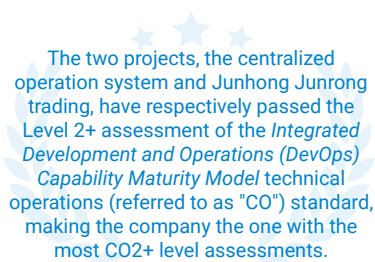 The two projects, the centralized
operation system and Junhong Junrong
trading, have respectively passed the
Level 2+ assessment of the Integrated
Development and Operations (DevOps)
Capability Maturity Model technical
operations (referred to as "CO") standard,
making the company the one with the
most CO2+ level assessments.